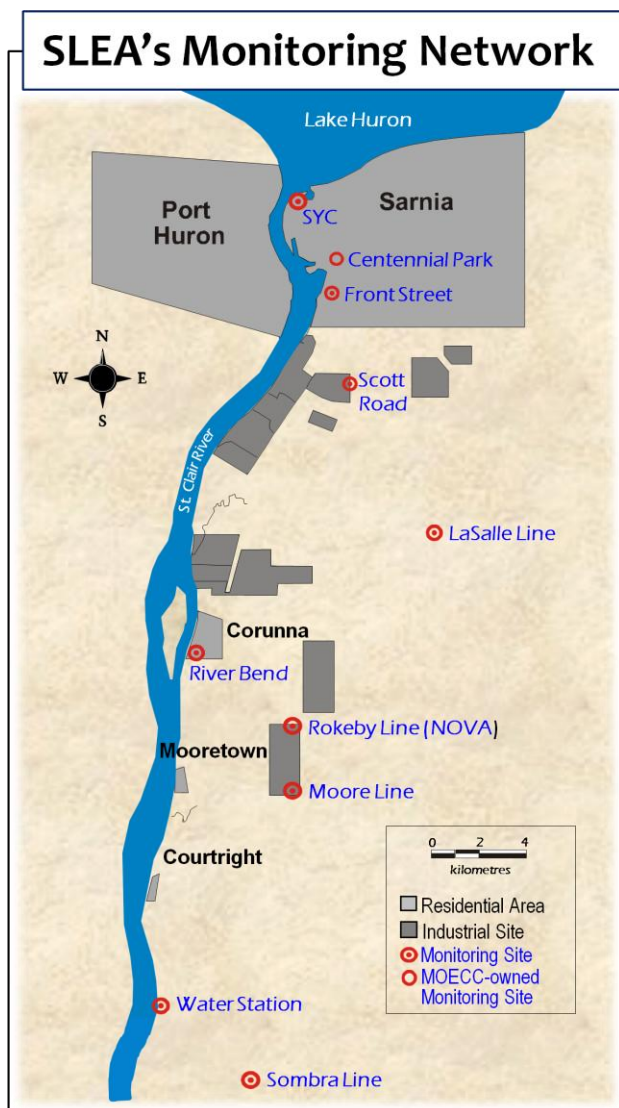 SLEA's Monitoring Network
Lake Huron
Port
Huron
Sarnia
SYC
Centennial Park
Front Street
N
W E
S
Scott
Road
St. Clair River
LaSalle Line
Corunna
River Bend
Rokeby Line (NOVA)
Mooretown
Moore Line
Courtright
0 2 4
kilometres
Residential Area
Industrial Site
Monitoring Site
MOECC-owned
Monitoring Site
Water Station
Sombra Line